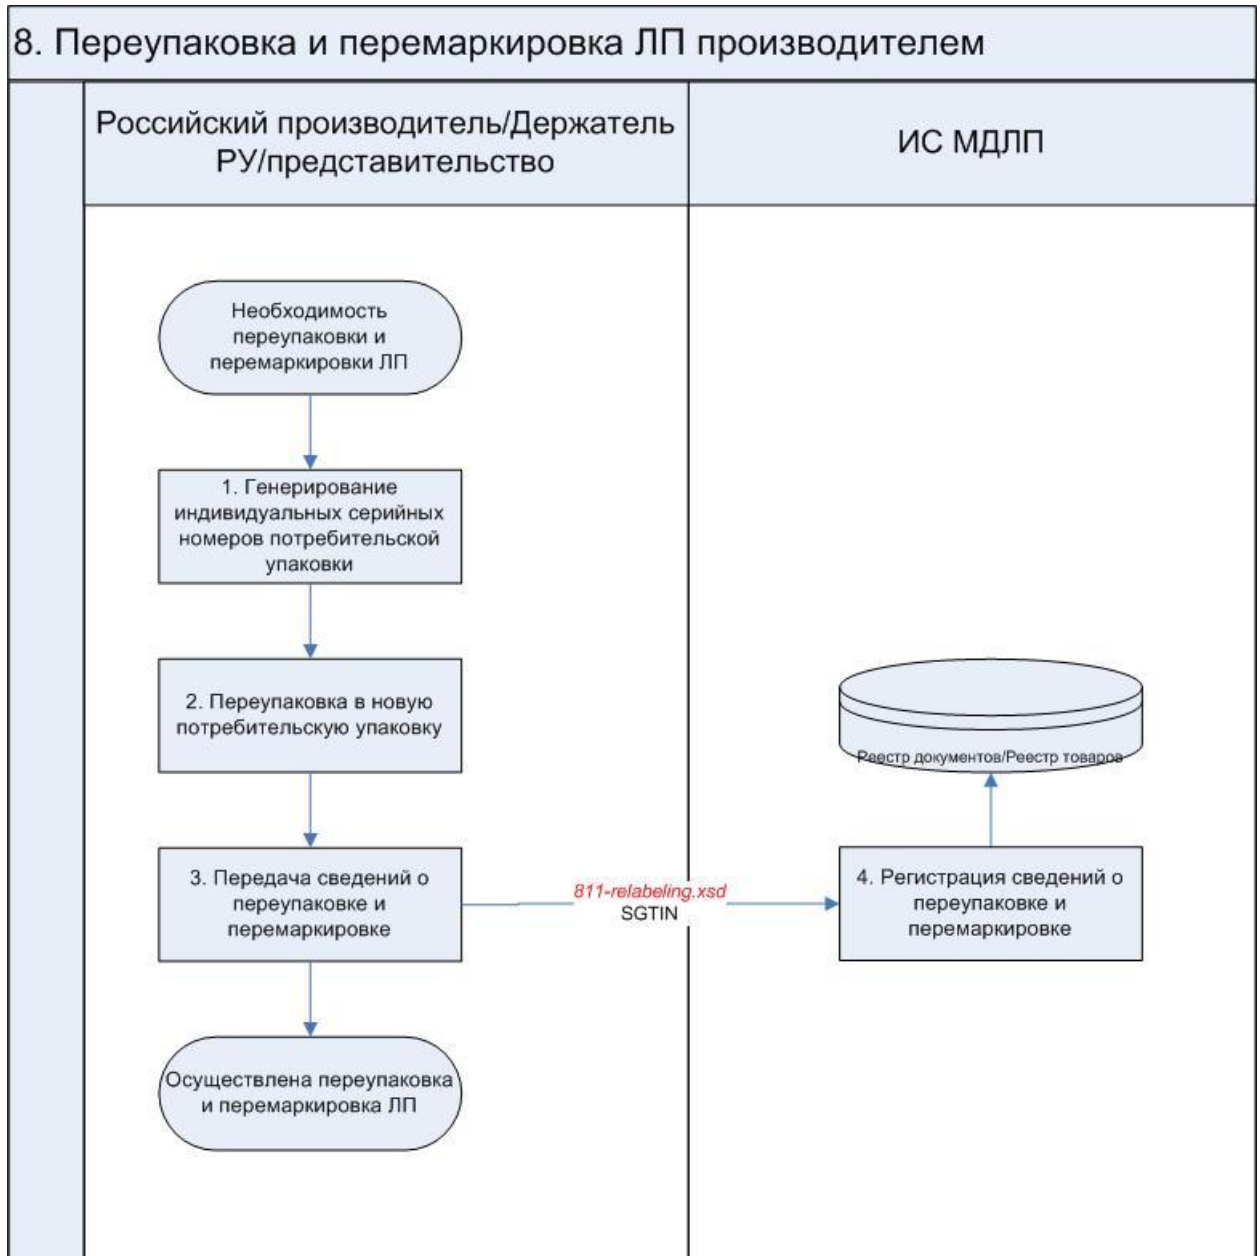 8. Переупаковка и перемаркировка ЛП производителем
Российский производитель/Держатель
РУ/представительство
ИС МДЛП
Необходимость
переупаковки и
перемаркировки ЛП
1. Генерирование
индивидуальных серийных
номеров потребительской
упаковки
2. Переупаковка в новую
потребительскую упаковку
Реестр документов/Реестр товаров
3. Передача сведений о
переупаковке и
перемаркировке
811-relabeling.xsd
SGTIN
4. Регистрация сведений о
переупаковке и
перемаркировке
Осуществлена переупаковка
и перемаркировка ЛП